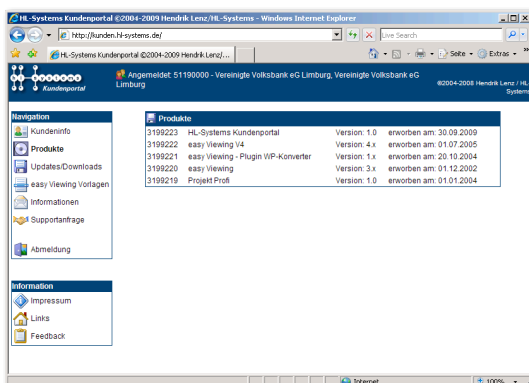 HL-Systems Kundenportal ©2004-2009 Hendrik Lenz/HL-Systems - Windows Internet Explorer
http://kunden.hl-systems.de/
Live Search
HL-Systems Kundenportal ©2004-2009 Hendrik Lenz/...
Seite
Extras
Kundenportal
Angemeldet: 51190000 - Vereinigte Volksbank eG Limburg, Vereinigte Volksbank eG
Limburg
©2004-2008 Hendrik Lenz / HL-
Systems
Navigation
Kundeninfo
Produkte
Updates/Downloads
easy Viewing Vorlagen
Informationen
Supportanfrage
Abmeldung
Information
Impressum
Links
Feedback
Produkte
3199223 HL-Systems Kundenportal Version: 1.0 erworben am: 30.09.2009
3199222 easy Viewing V4 Version: 4.x erworben am: 01.07.2005
3199221 easy Viewing - Plugin WP-Konverter Version: 1.x erworben am: 20.10.2004
3199220 easy Viewing Version: 3.x erworben am: 01.12.2002
3199219 Projekt Profi Version: 1.0 erworben am: 01.01.2004
Internet
100%